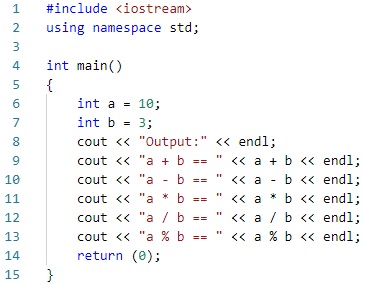 1 #include <iostream>
2 using namespace std;
3
4 int main()
5 {
6     int a = 10;
7     int b = 3;
8     cout << "Output:" << endl;
9     cout << "a + b == " << a + b << endl;
10     cout << "a - b == " << a - b << endl;
11     cout << "a * b == " << a * b << endl;
12     cout << "a / b == " << a / b << endl;
13     cout << "a % b == " << a % b << endl;
14     return (0);
15 }